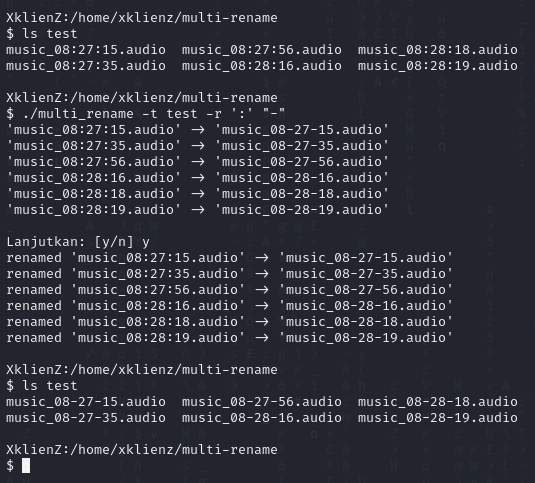 XklienZ:/home/xklienz/multi-rename
$ ls test
music_08:27:15.audio  music_08:27:56.audio  music_08:28:18.audio
music_08:27:35.audio  music_08:28:16.audio  music_08:28:19.audio
XklienZ:/home/xklienz/multi-rename
$ ./multi_rename -t test -r ':' "-"
'music_08:27:15.audio' -> 'music_08-27-15.audio'
'music_08:27:35.audio' -> 'music_08-27-35.audio'
'music_08:27:56.audio' -> 'music_08-27-56.audio'
'music_08:28:16.audio' -> 'music_08-28-16.audio'
'music_08:28:18.audio' -> 'music_08-28-18.audio'
'music_08:28:19.audio' -> 'music_08-28-19.audio'
Lanjutkan: [y/n] y
renamed 'music_08:27:15.audio' -> 'music_08-27-15.audio'
renamed 'music_08:27:35.audio' -> 'music_08-27-35.audio'
renamed 'music_08:27:56.audio' -> 'music_08-27-56.audio'
renamed 'music_08:28:16.audio' -> 'music_08-28-16.audio'
renamed 'music_08:28:18.audio' -> 'music_08-28-18.audio'
renamed 'music_08:28:19.audio' -> 'music_08-28-19.audio'
XklienZ:/home/xklienz/multi-rename
$ ls test
music_08-27-15.audio  music_08-27-56.audio  music_08-28-18.audio
music_08-27-35.audio  music_08-28-16.audio  music_08-28-19.audio
XklienZ:/home/xklienz/multi-rename
$